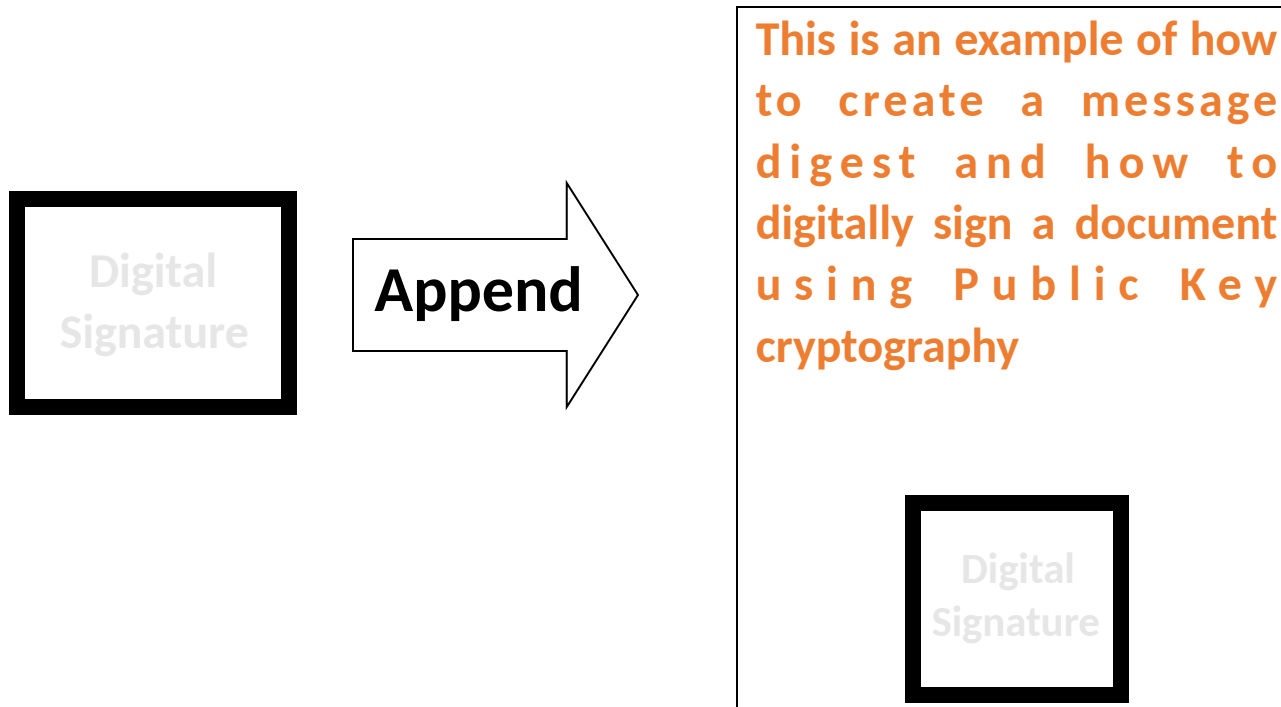 Digital
Signature
Append
This is an example of how
to create a message
digest and how to
digitally sign a document
using Public Key
cryptography
Digital
Signature